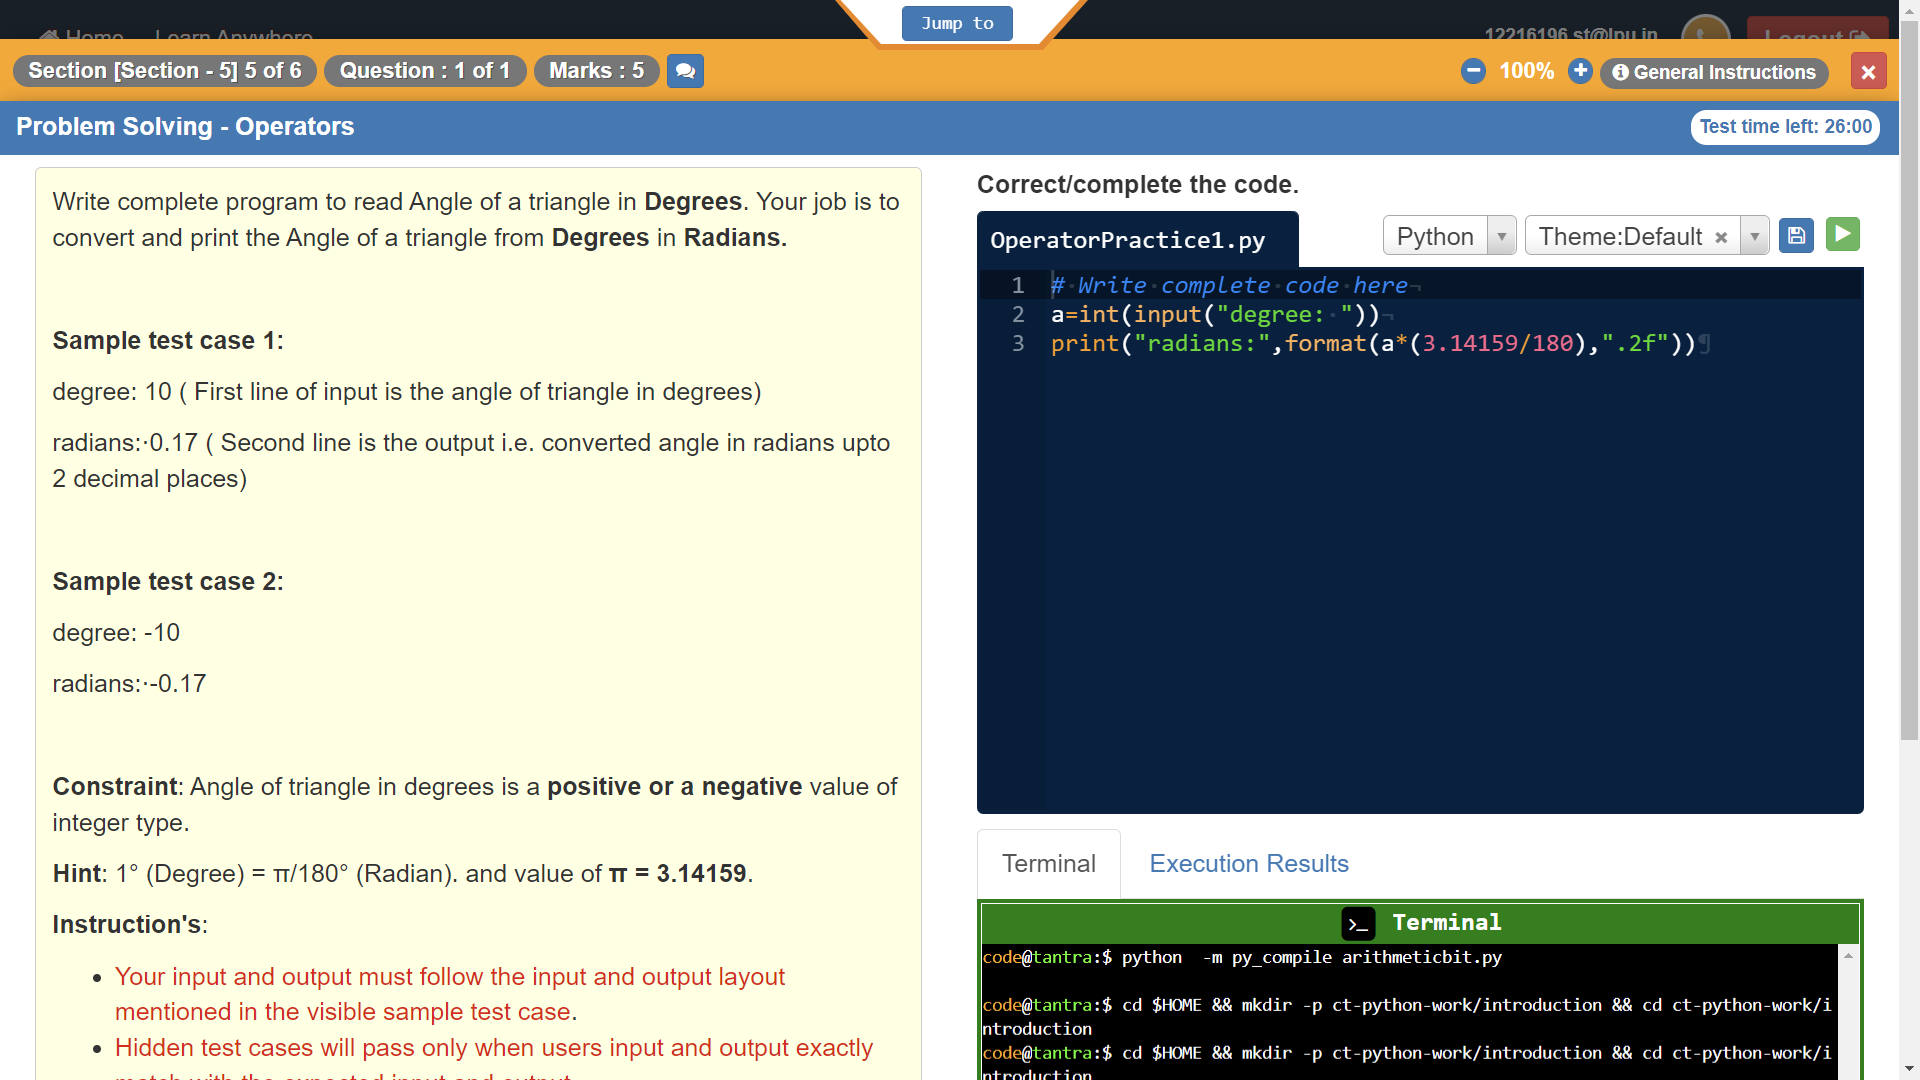 Home Learn Anywhere
Jump to
12216196.st@lpu.in
Logout
Section [Section - 5] 5 of 6 Question : 1 of 1 Marks : 5
100% General Instructions
Problem Solving - Operators
Test time left: 26:00
Write complete program to read Angle of a triangle in Degrees. Your job is to
convert and print the Angle of a triangle from Degrees in Radians.
Sample test case 1:
degree: 10 ( First line of input is the angle of triangle in degrees)
radians:·0.17 ( Second line is the output i.e. converted angle in radians upto
2 decimal places)
Sample test case 2:
degree: -10
radians:·-0.17
Constraint: Angle of triangle in degrees is a positive or a negative value of
integer type.
Hint: 1° (Degree) = π/180° (Radian). and value of π = 3.14159.
Instruction's:
• Your input and output must follow the input and output layout
mentioned in the visible sample test case.
• Hidden test cases will pass only when users input and output exactly
match with the expected input and output.
Correct/complete the code.
OperatorPractice1.py
Python
Theme:Default ×
1 #·Write·complete·code·here¬
2 a=int(input("degree:·"))¬
3 print("radians:",format(a*(3.14159/180),".2f"))¶
Terminal
Execution Results
>_ Terminal
code@tantra:$ python -m py_compile arithmeticbit.py
code@tantra:$ cd $HOME && mkdir -p ct-python-work/introduction && cd ct-python-work/i
ntroduction
code@tantra:$ cd $HOME && mkdir -p ct-python-work/introduction && cd ct-python-work/i
ntroduction